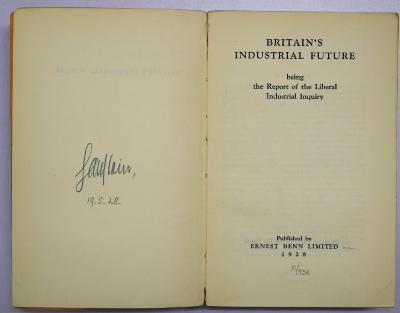 19.5.28.
BRITAIN'S
INDUSTRIAL FUTURE
being
the Report of the Liberal
Industrial Inquiry
Published by
ERNEST BENN LIMITED
1928